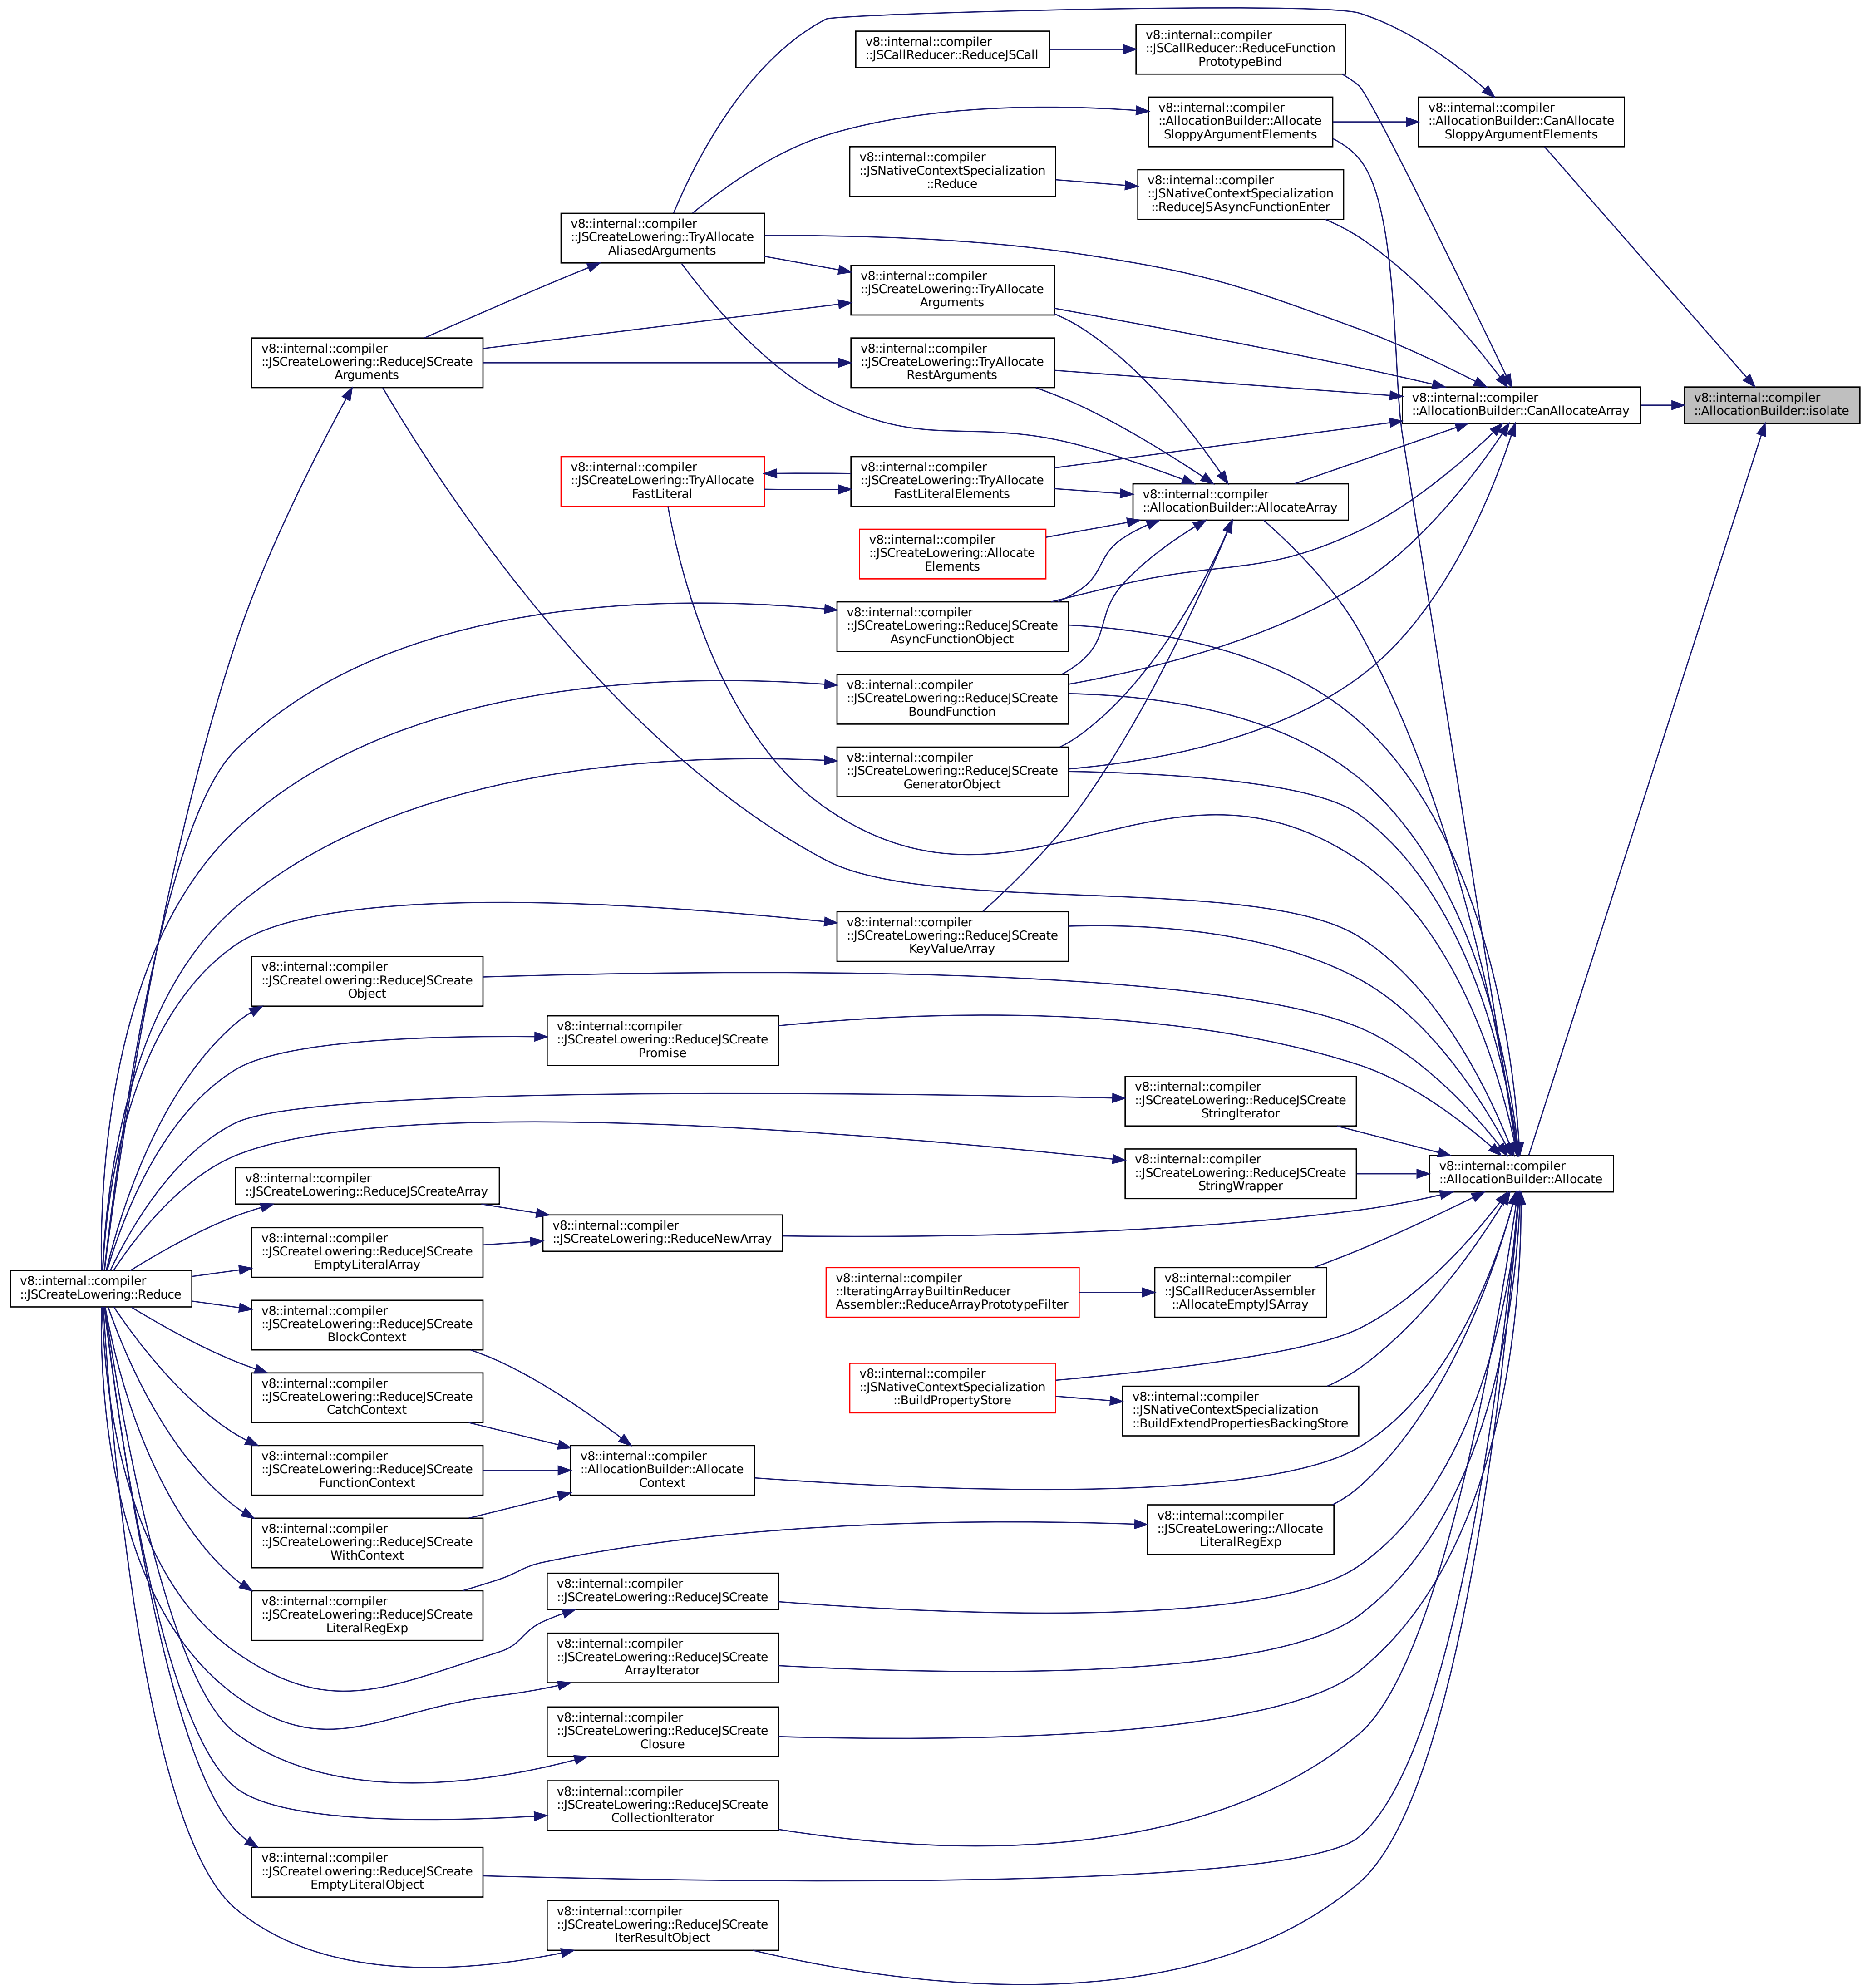 v8::internal::compiler
::JSCallReducer::ReduceJSCall
v8::internal::compiler
::JSCallReducer::ReduceFunction
PrototypeBind
v8::internal::compiler
::AllocationBuilder::Allocate
SloppyArgumentElements
v8::internal::compiler
::AllocationBuilder::CanAllocate
SloppyArgumentElements
v8::internal::compiler
::JSNativeContextSpecialization
::Reduce
v8::internal::compiler
::JSNativeContextSpecialization
::ReduceJSAsyncFunctionEnter
v8::internal::compiler
::JSCreateLowering::TryAllocate
AliasedArguments
v8::internal::compiler
::JSCreateLowering::TryAllocate
Arguments
v8::internal::compiler
::JSCreateLowering::ReduceJSCreate
Arguments
v8::internal::compiler
::JSCreateLowering::TryAllocate
RestArguments
v8::internal::compiler
::AllocationBuilder::CanAllocateArray
v8::internal::compiler
::AllocationBuilder::isolate
v8::internal::compiler
::JSCreateLowering::TryAllocate
FastLiteral
v8::internal::compiler
::JSCreateLowering::TryAllocate
FastLiteralElements
v8::internal::compiler
::AllocationBuilder::AllocateArray
v8::internal::compiler
::JSCreateLowering::Allocate
Elements
v8::internal::compiler
::JSCreateLowering::ReduceJSCreate
AsyncFunctionObject
v8::internal::compiler
::JSCreateLowering::ReduceJSCreate
BoundFunction
v8::internal::compiler
::JSCreateLowering::ReduceJSCreate
GeneratorObject
v8::internal::compiler
::JSCreateLowering::ReduceJSCreate
KeyValueArray
v8::internal::compiler
::JSCreateLowering::ReduceJSCreate
Object
v8::internal::compiler
::JSCreateLowering::ReduceJSCreate
Promise
v8::internal::compiler
::JSCreateLowering::ReduceJSCreate
StringIterator
v8::internal::compiler
::JSCreateLowering::ReduceJSCreate
StringWrapper
v8::internal::compiler
::AllocationBuilder::Allocate
v8::internal::compiler
::JSCreateLowering::ReduceJSCreateArray
v8::internal::compiler
::JSCreateLowering::ReduceNewArray
v8::internal::compiler
::JSCreateLowering::ReduceJSCreate
EmptyLiteralArray
v8::internal::compiler
::JSCreateLowering::Reduce
v8::internal::compiler
::IteratingArrayBuiltinReducer
Assembler::ReduceArrayPrototypeFilter
v8::internal::compiler
::JSCallReducerAssembler
::AllocateEmptyJSArray
v8::internal::compiler
::JSCreateLowering::ReduceJSCreate
BlockContext
v8::internal::compiler
::JSNativeContextSpecialization
::BuildPropertyStore
v8::internal::compiler
::JSNativeContextSpecialization
::BuildExtendPropertiesBackingStore
v8::internal::compiler
::JSCreateLowering::ReduceJSCreate
CatchContext
v8::internal::compiler
::JSCreateLowering::ReduceJSCreate
FunctionContext
v8::internal::compiler
::AllocationBuilder::Allocate
Context
v8::internal::compiler
::JSCreateLowering::ReduceJSCreate
WithContext
v8::internal::compiler
::JSCreateLowering::Allocate
LiteralRegExp
v8::internal::compiler
::JSCreateLowering::ReduceJSCreate
LiteralRegExp
v8::internal::compiler
::JSCreateLowering::ReduceJSCreate
v8::internal::compiler
::JSCreateLowering::ReduceJSCreate
ArrayIterator
v8::internal::compiler
::JSCreateLowering::ReduceJSCreate
Closure
v8::internal::compiler
::JSCreateLowering::ReduceJSCreate
CollectionIterator
v8::internal::compiler
::JSCreateLowering::ReduceJSCreate
EmptyLiteralObject
v8::internal::compiler
::JSCreateLowering::ReduceJSCreate
IterResultObject